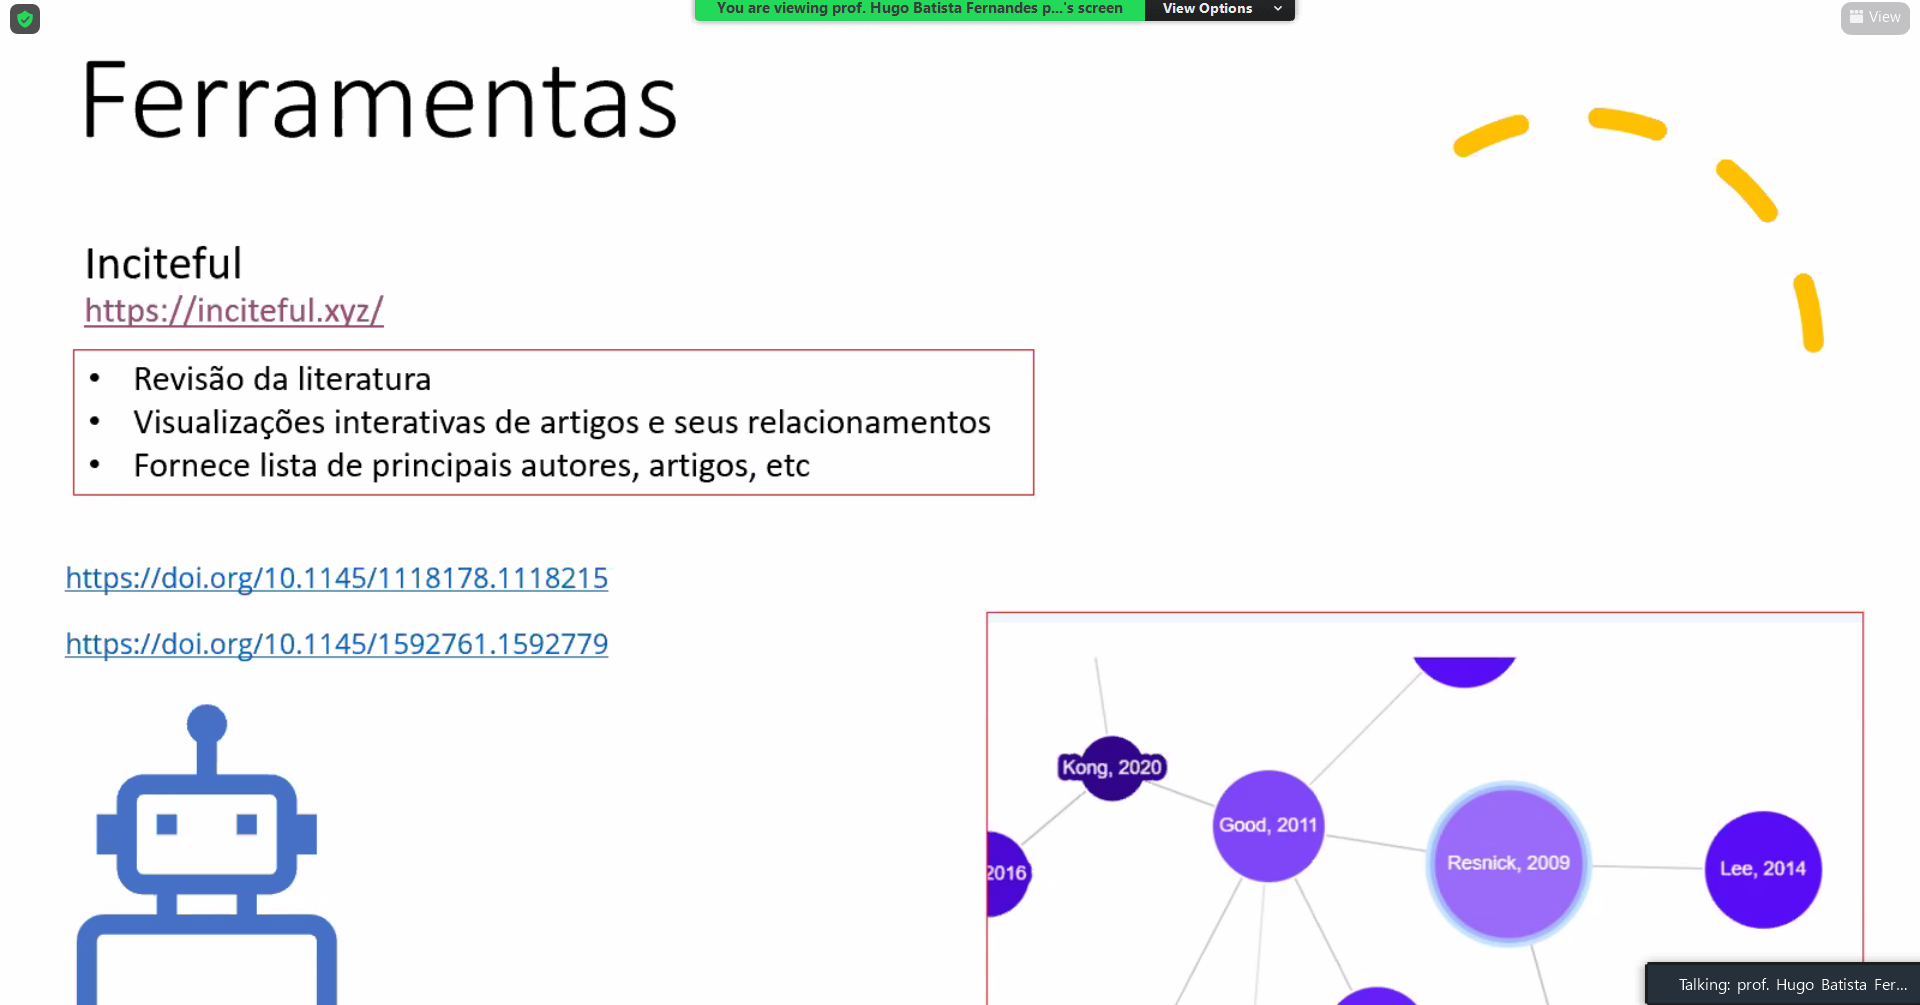 You are viewing prof. Hugo Batista Fernandes p...'s screen
View Options
View
Ferramentas
Inciteful
https://inciteful.xyz/
• Revisão da literatura
• Visualizações interativas de artigos e seus relacionamentos
• Fornece lista de principais autores, artigos, etc
https://doi.org/10.1145/1118178.1118215
https://doi.org/10.1145/1592761.1592779
Kong, 2020
Good, 2011
Resnick, 2009
Lee, 2014
2016
Talking: prof. Hugo Batista Fer...